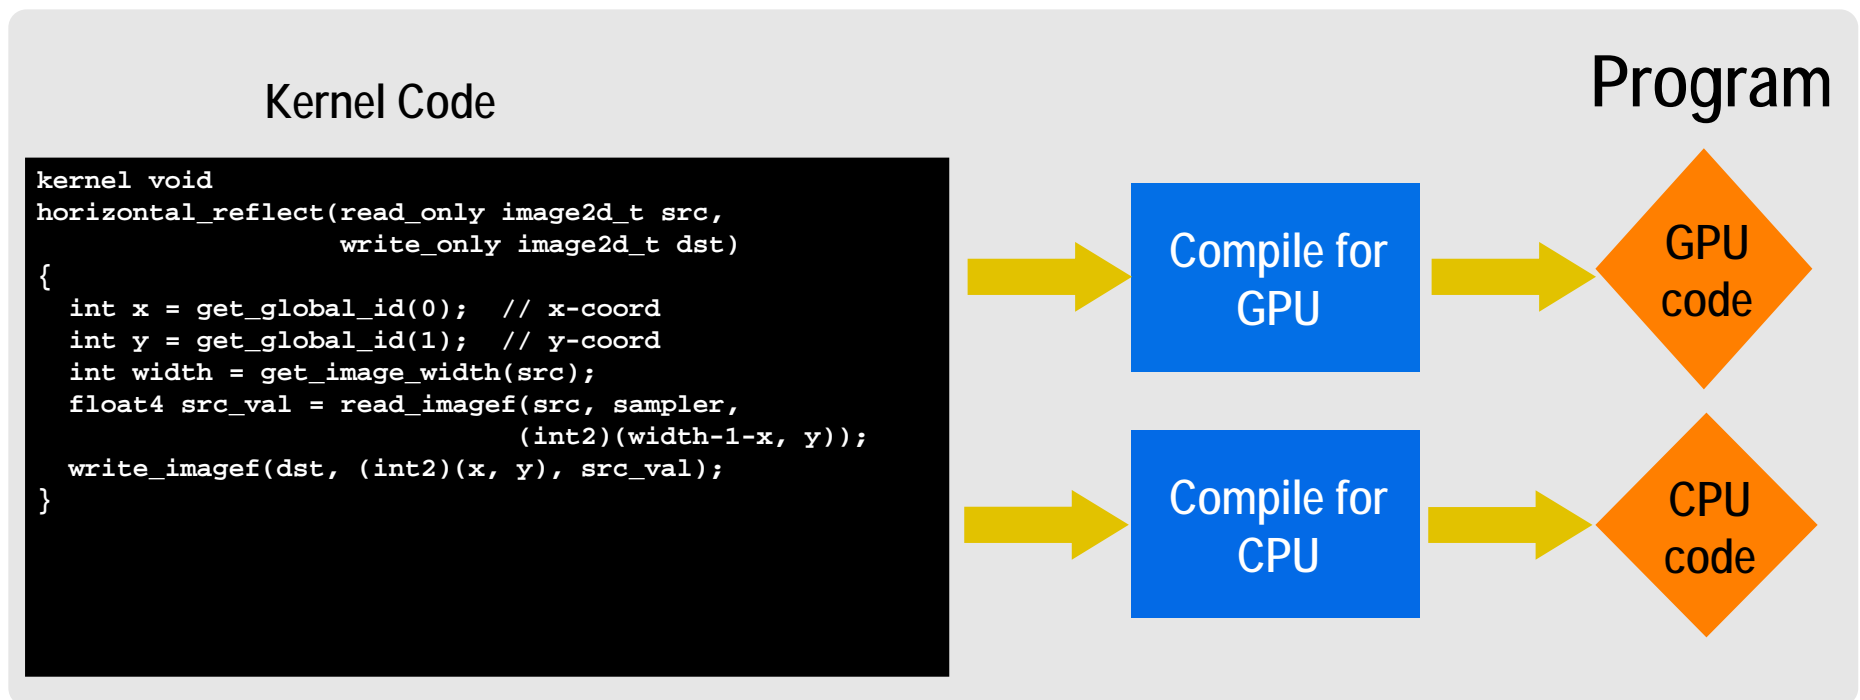 Kernel Code
Program
kernel void
horizontal_reflect(read_only image2d_t src,
                   write_only image2d_t dst)
{
  int x = get_global_id(0);  // x-coord
  int y = get_global_id(1);  // y-coord
  int width = get_image_width(src);
  float4 src_val = read_imagef(src, sampler,
                              (int2)(width-1-x, y));
  write_imagef(dst, (int2)(x, y), src_val);
}
Compile for
GPU
GPU
code
Compile for
CPU
CPU
code